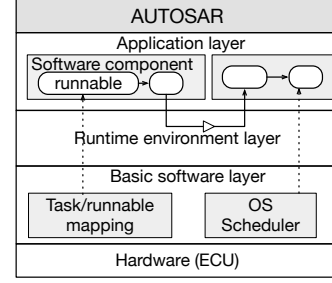 AUTOSAR
Application layer
Software component
runnable
Runtime environment layer
Basic software layer
Task/runnable
mapping
OS
Scheduler
Hardware (ECU)